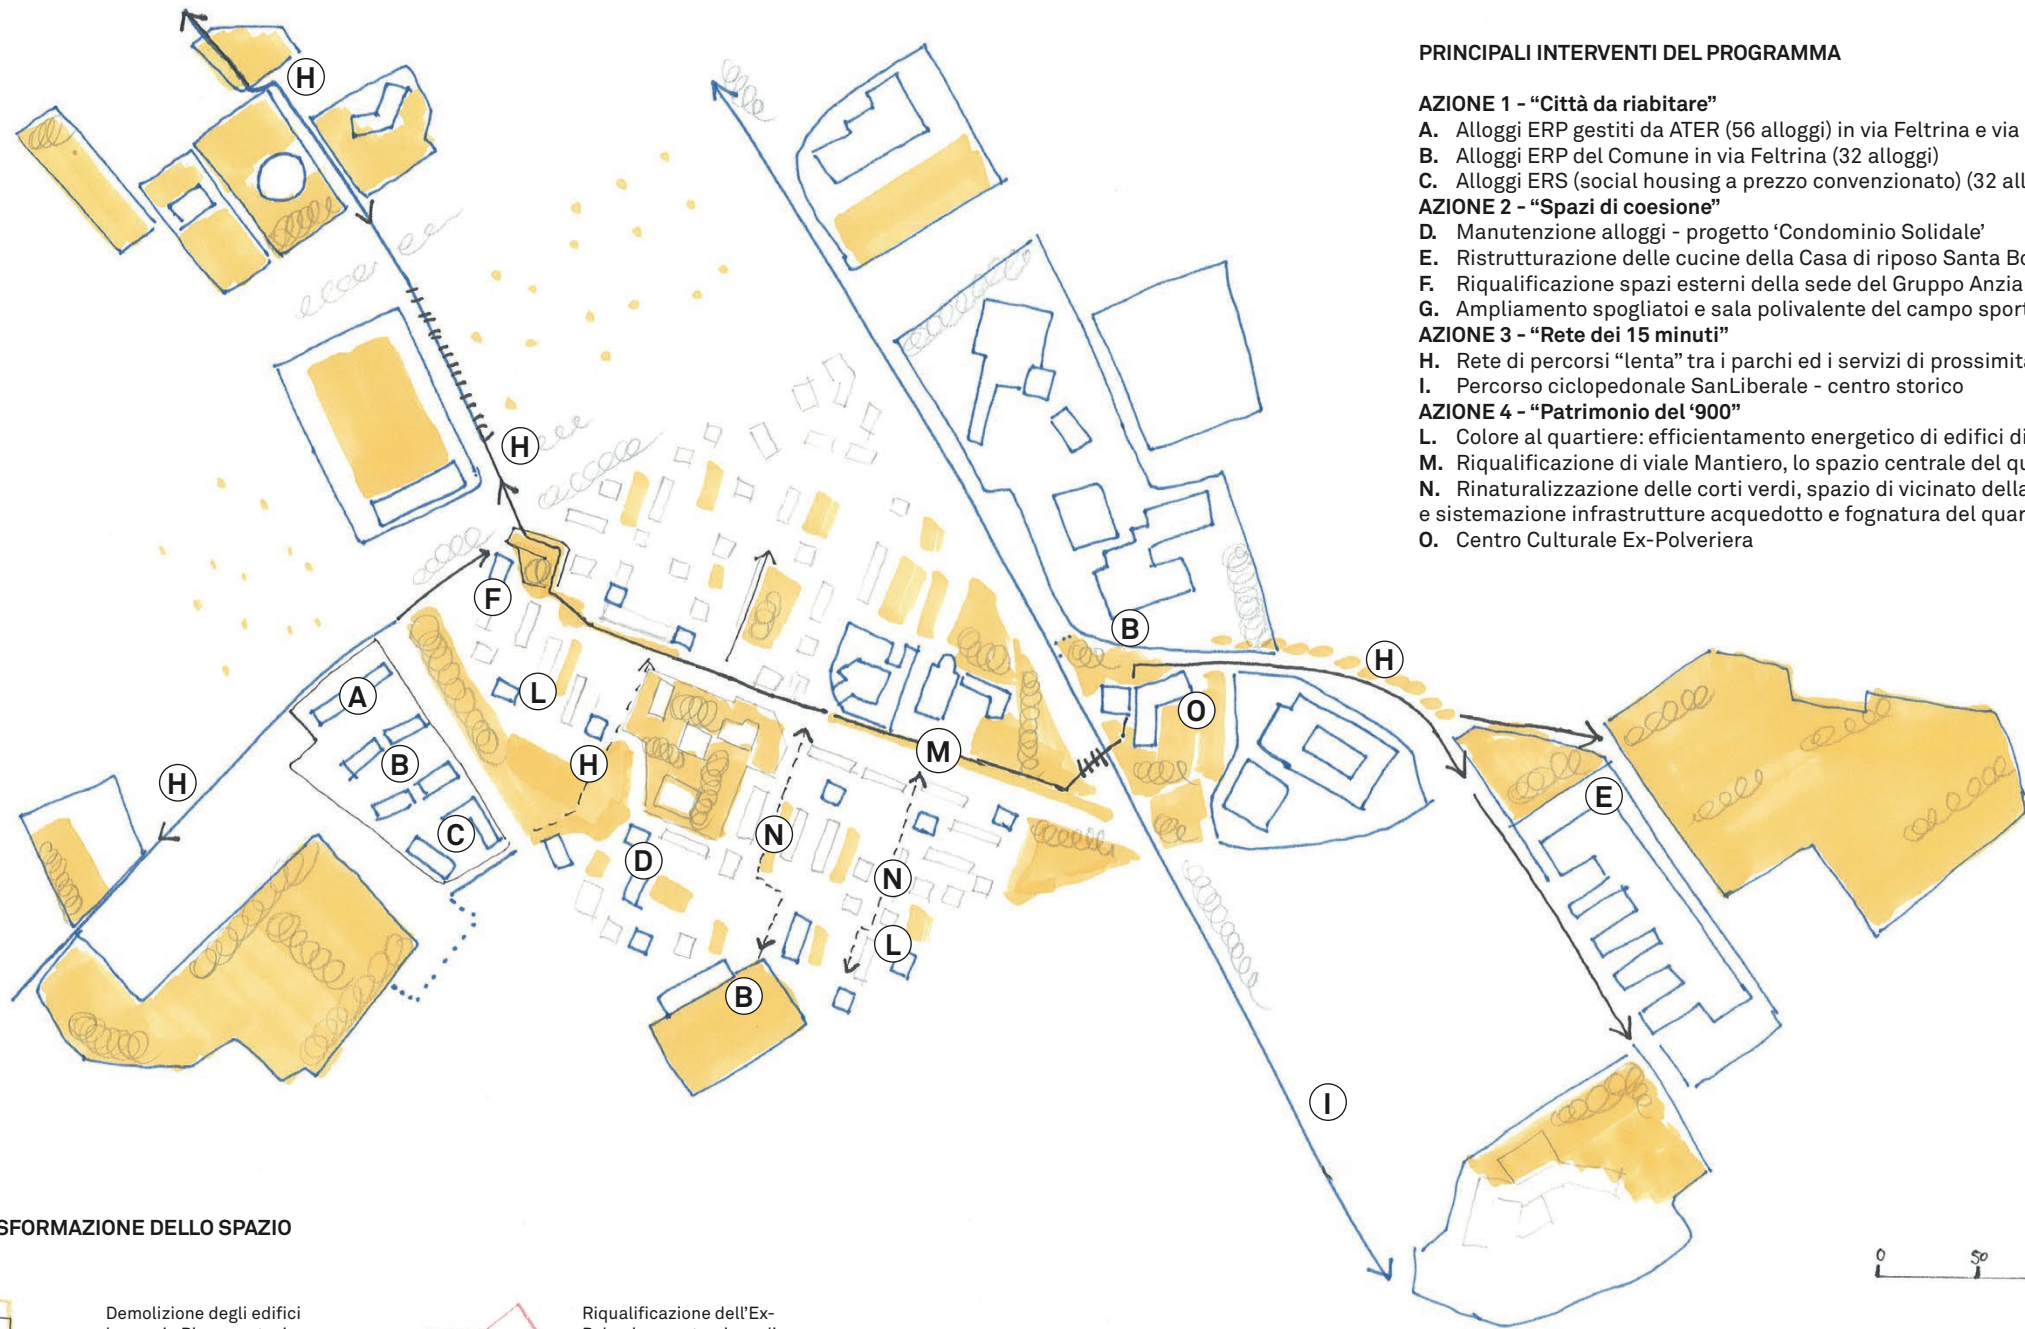 PRINCIPALI INTERVENTI DEL PROGRAMMA
AZIONE 1 - “Città da riabitare”
A. Alloggi ERP gestiti da ATER (56 alloggi) in via Feltrina e via
B. Alloggi ERP del Comune in via Feltrina (32 alloggi)
C. Alloggi ERS (social housing a prezzo convenzionato) (32 all
AZIONE 2 - “Spazi di coesione”
D. Manutenzione alloggi - progetto ‘Condominio Solidale’
E. Ristrutturazione delle cucine della Casa di riposo Santa Bo
F. Riqualificazione spazi esterni della sede del Gruppo Anzia
G. Ampliamento spogliatoi e sala polivalente del campo sport
AZIONE 3 - “Rete dei 15 minuti”
H. Rete di percorsi “lenta” tra i parchi ed i servizi di prossimit
I. Percorso ciclopedonale SanLiberale - centro storico
AZIONE 4 - “Patrimonio del ‘900”
L. Colore al quartiere: efficientamento energetico di edifici di
M. Riqualificazione di viale Mantiero, lo spazio centrale del qu
N. Rinaturalizzazione delle corti verdi, spazio di vicinato della
e sistemazione infrastrutture acquedotto e fognatura del quar
O. Centro Culturale Ex-Polveriera
H
H
F
B
H
A
L
O
B
H
M
H
E
C
D
N
N
L
B
I
SFORMAZIONE DELLO SPAZIO
0 50
Demolizione degli edifici
Riqualificazione dell’Ex-